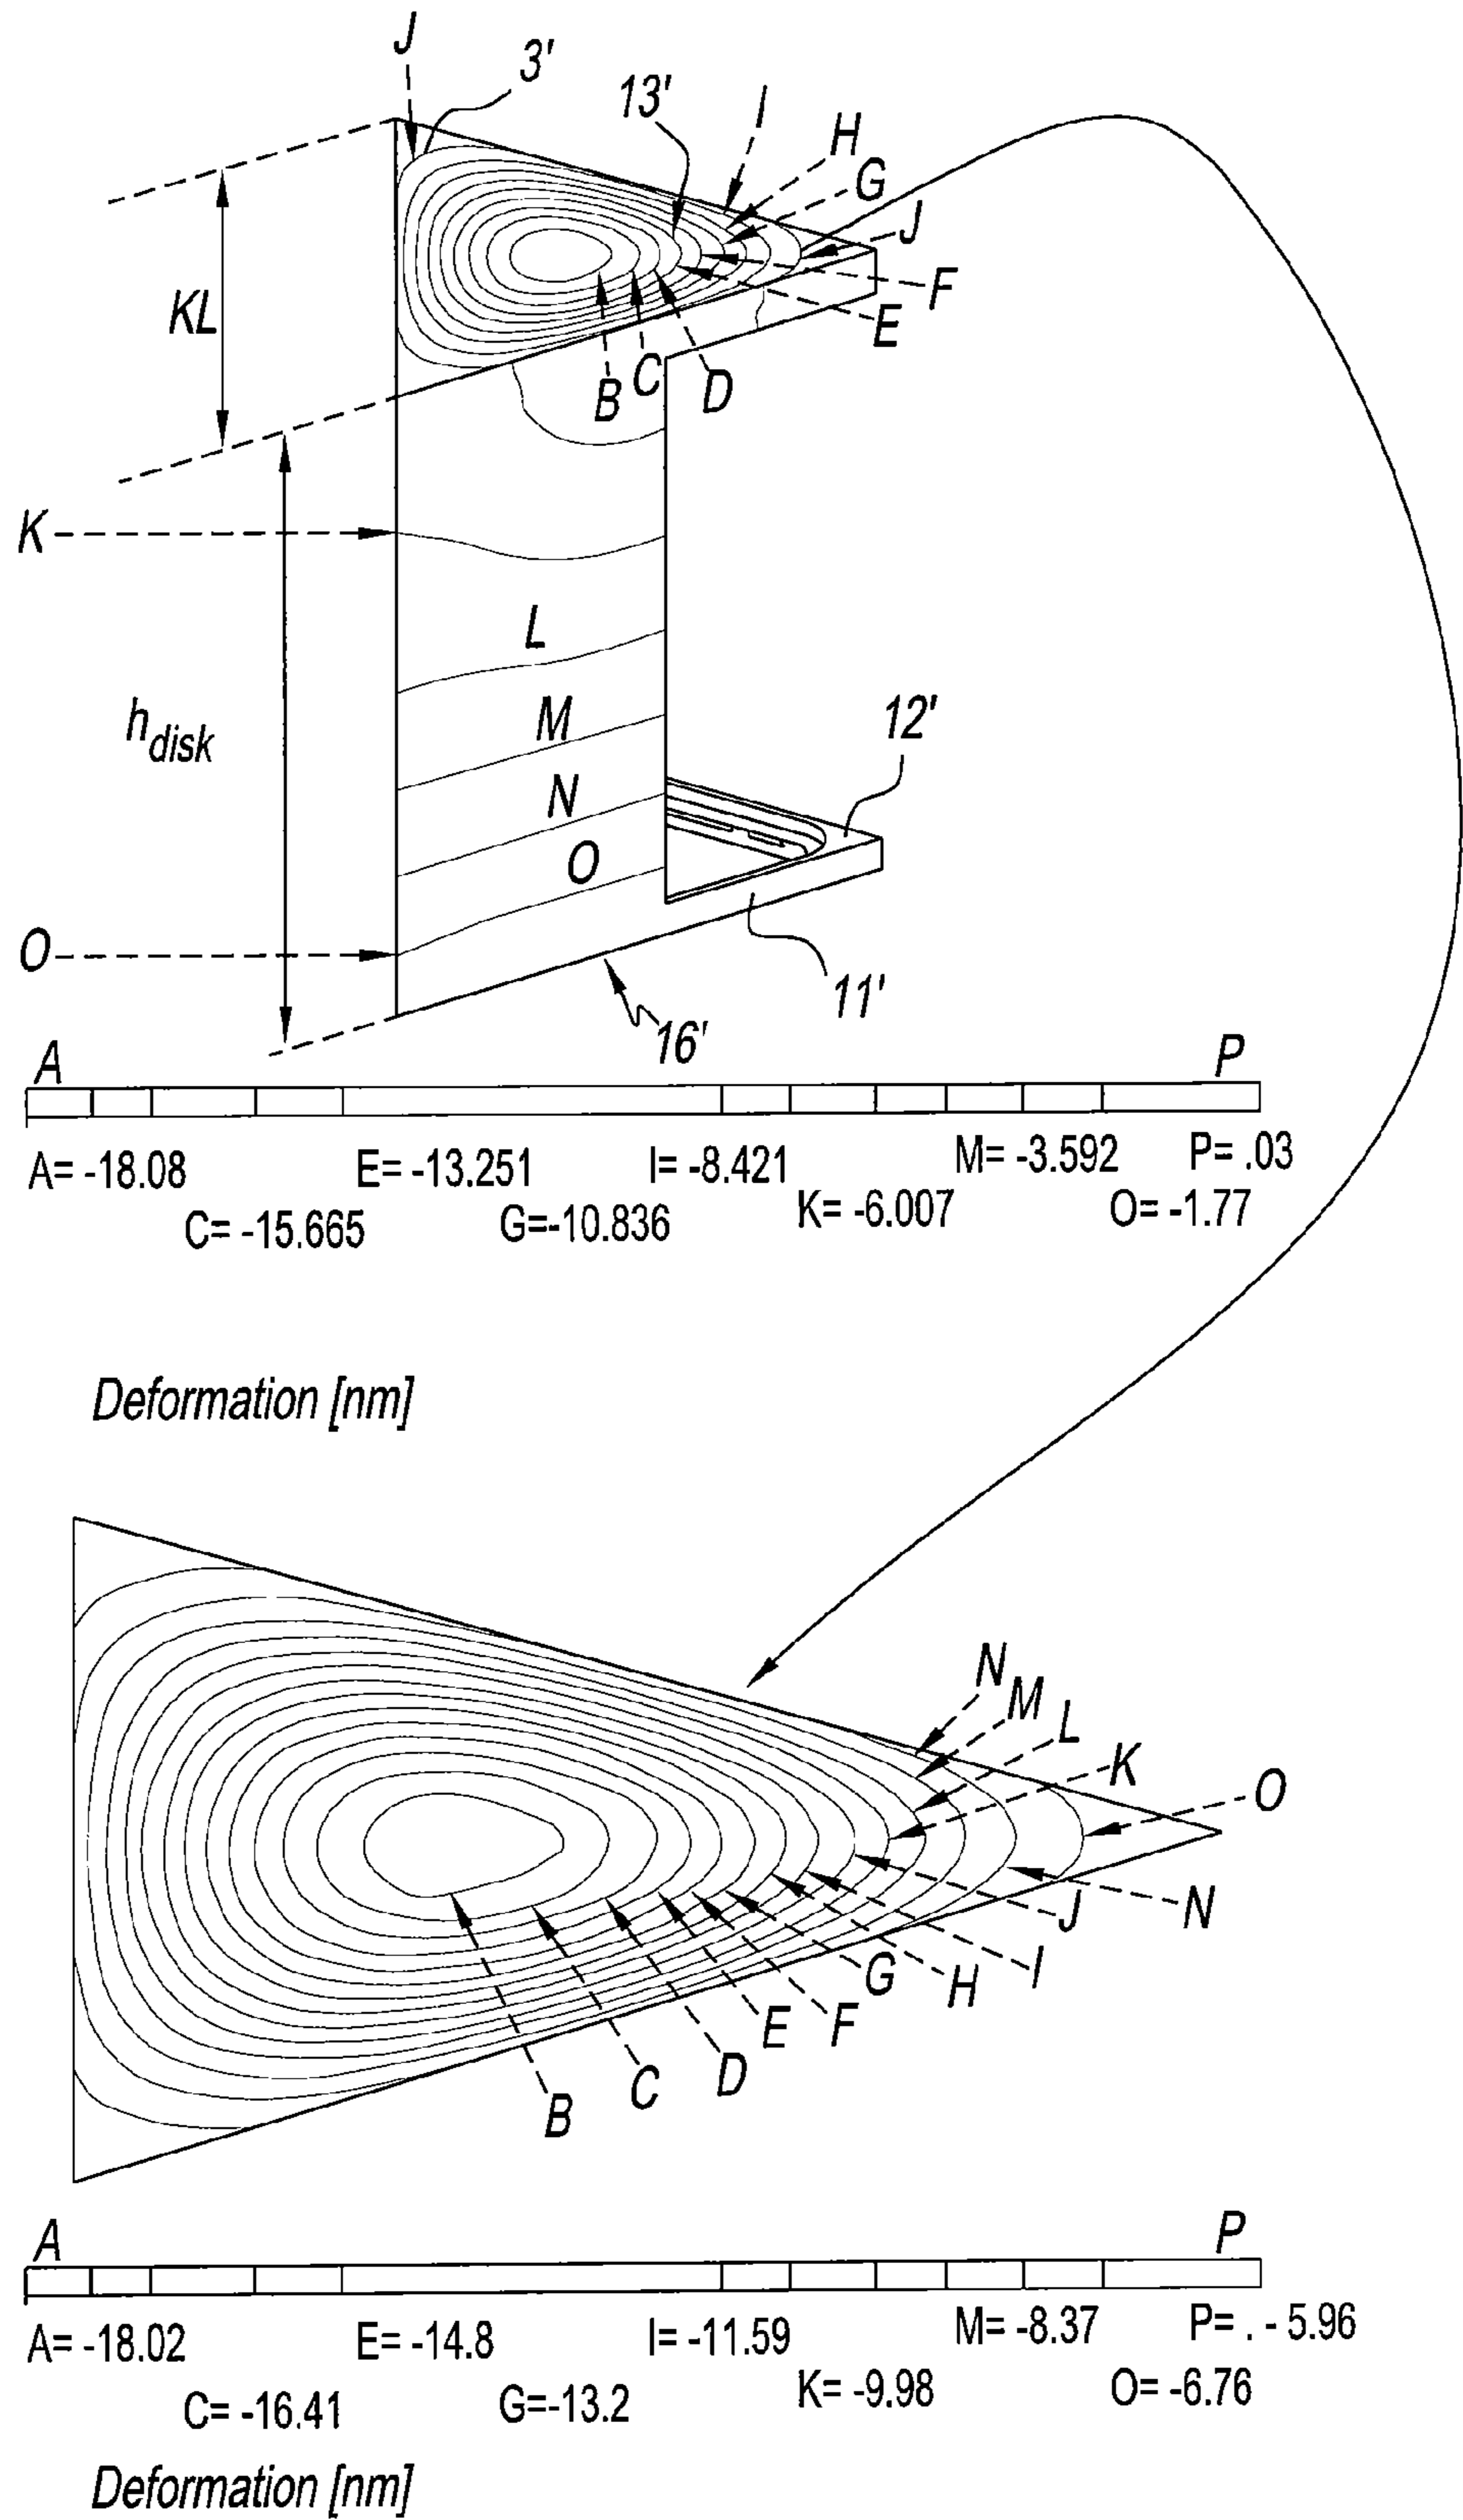 J
3'
13'
I
H
G
J
F
E
KL
B
C
D
K
L
h disk
M
12'
N
O
O
11'
16'
A
P
A= -18.08
E= -13.251
I= -8.421
M= -3.592
P= .03
C= -15.665
G=-10.836
K= -6.007
O= -1.77
Deformation [nm]
N
M
L
K
O
N
J
I
H
G
F
E
D
C
B
A
P
A= -18.02
E= -14.8
I= -11.59
M= -8.37
P= . - 5.96
C= -16.41
G=-13.2
K= -9.98
O= -6.76
Deformation [nm]